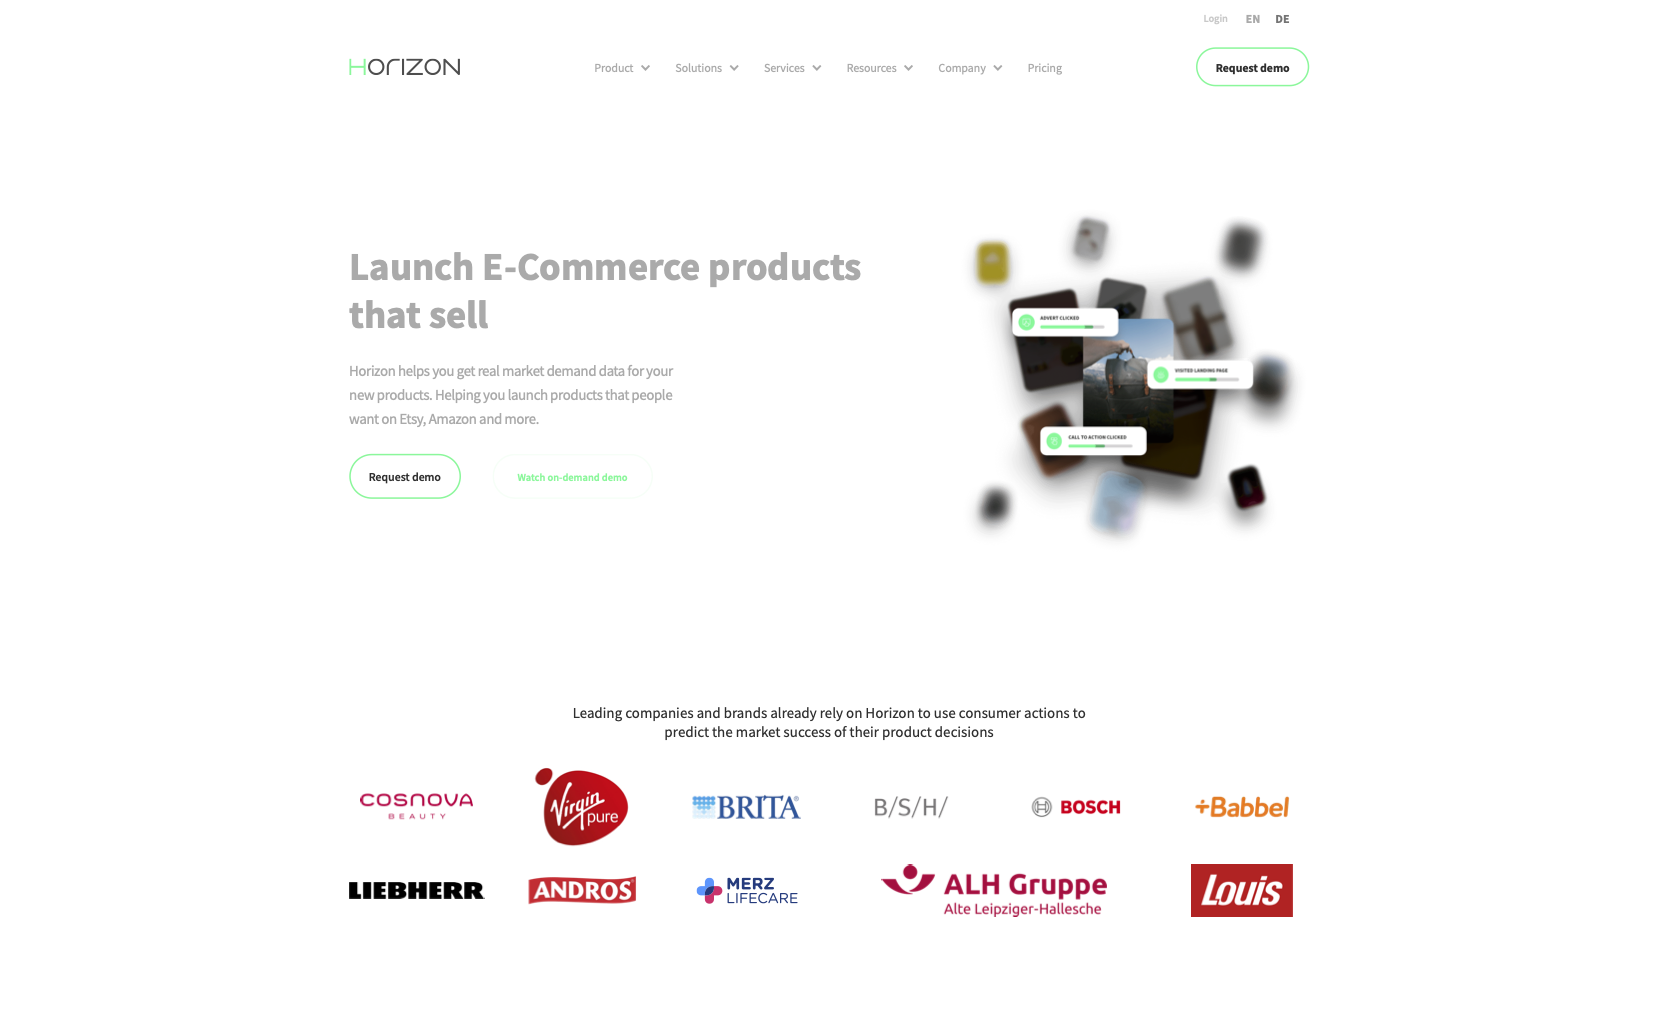 Login EN DE
HORIZON Product Solutions Services Resources Company Pricing Request demo
Launch E-Commerce products
that sell
Horizon helps you get real market demand data for your
new products. Helping you launch products that people
want on Etsy, Amazon and more.
Request demo Watch on-demand demo
ADVERT CLICKED
VISITED LANDING PAGE
CALL TO ACTION CLICKED
Leading companies and brands already rely on Horizon to use consumer actions to
predict the market success of their product decisions
COSNOVA
BEAUTY
Virgin
pure
BRITA
B/S/H/
BOSCH
+Babbel
LIEBHERR
ANDROS
MERZ
LIFECARE
ALH Gruppe
Alte Leipziger-Hallesche
Louis